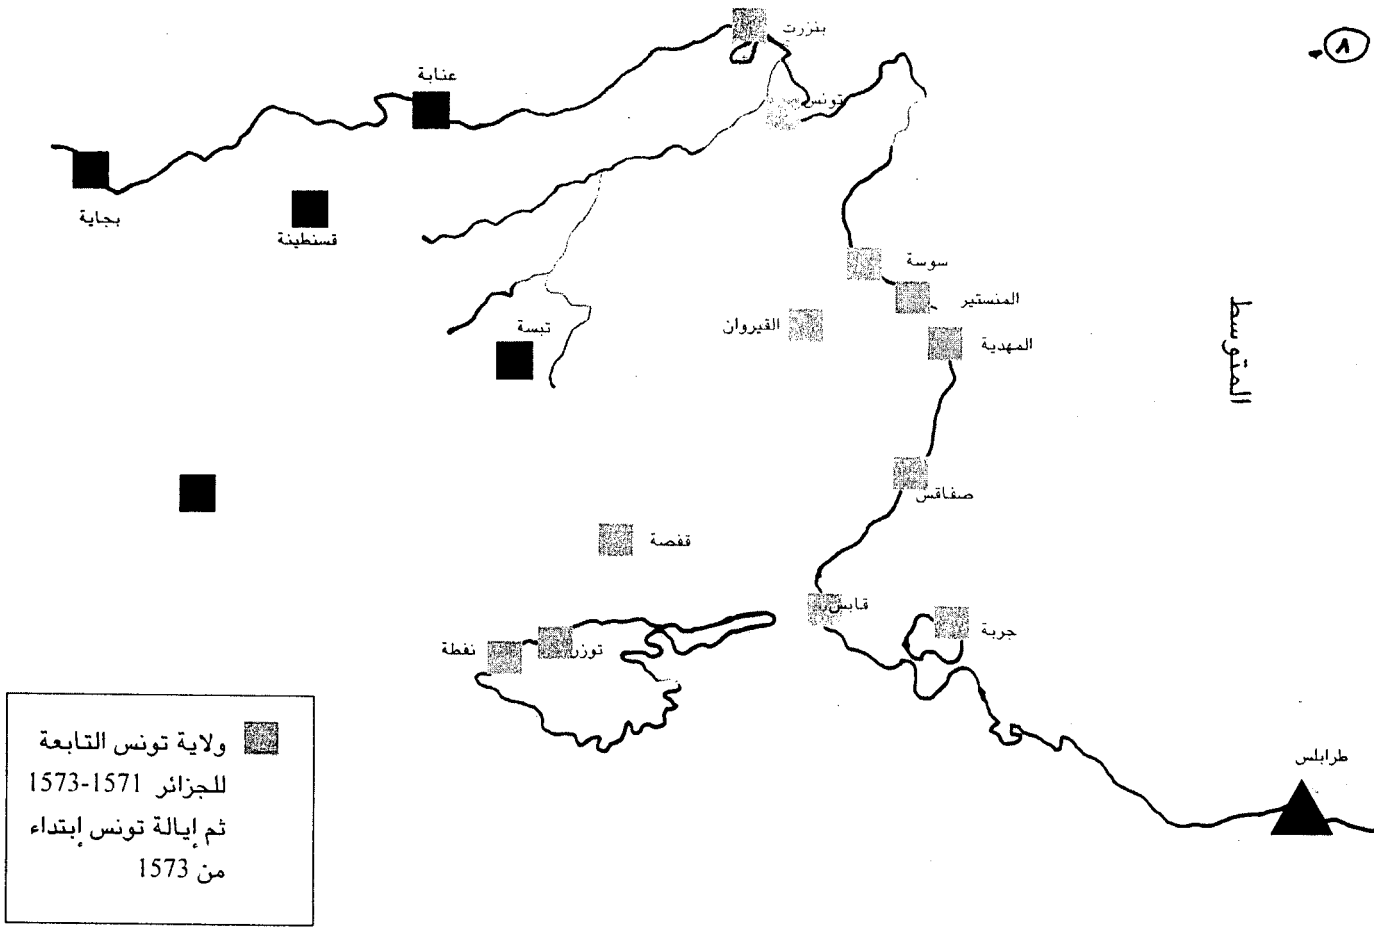 ٨
بنزرت
عنابة
تونس
بجاية
قسنطينة
سوسة
المنستير
القيروان
تبسة
المهدية
المتوسط
صفاقس
قفصة
قابس
جربة
توزر
نفطة
طرابلس
ولاية تونس التابعة
للجزائر 1571-1573
ثم إيالة تونس إبتداء
من 1573